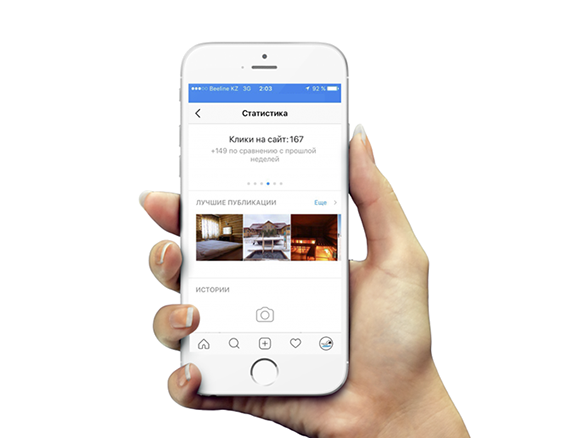 Beeline KZ 3G 2:03 92 %
Статистика
Клики на сайт: 167
+149 по сравнению с прошлой
неделей
ЛУЧШИЕ ПУБЛИКАЦИИ Еще
ИСТОРИИ